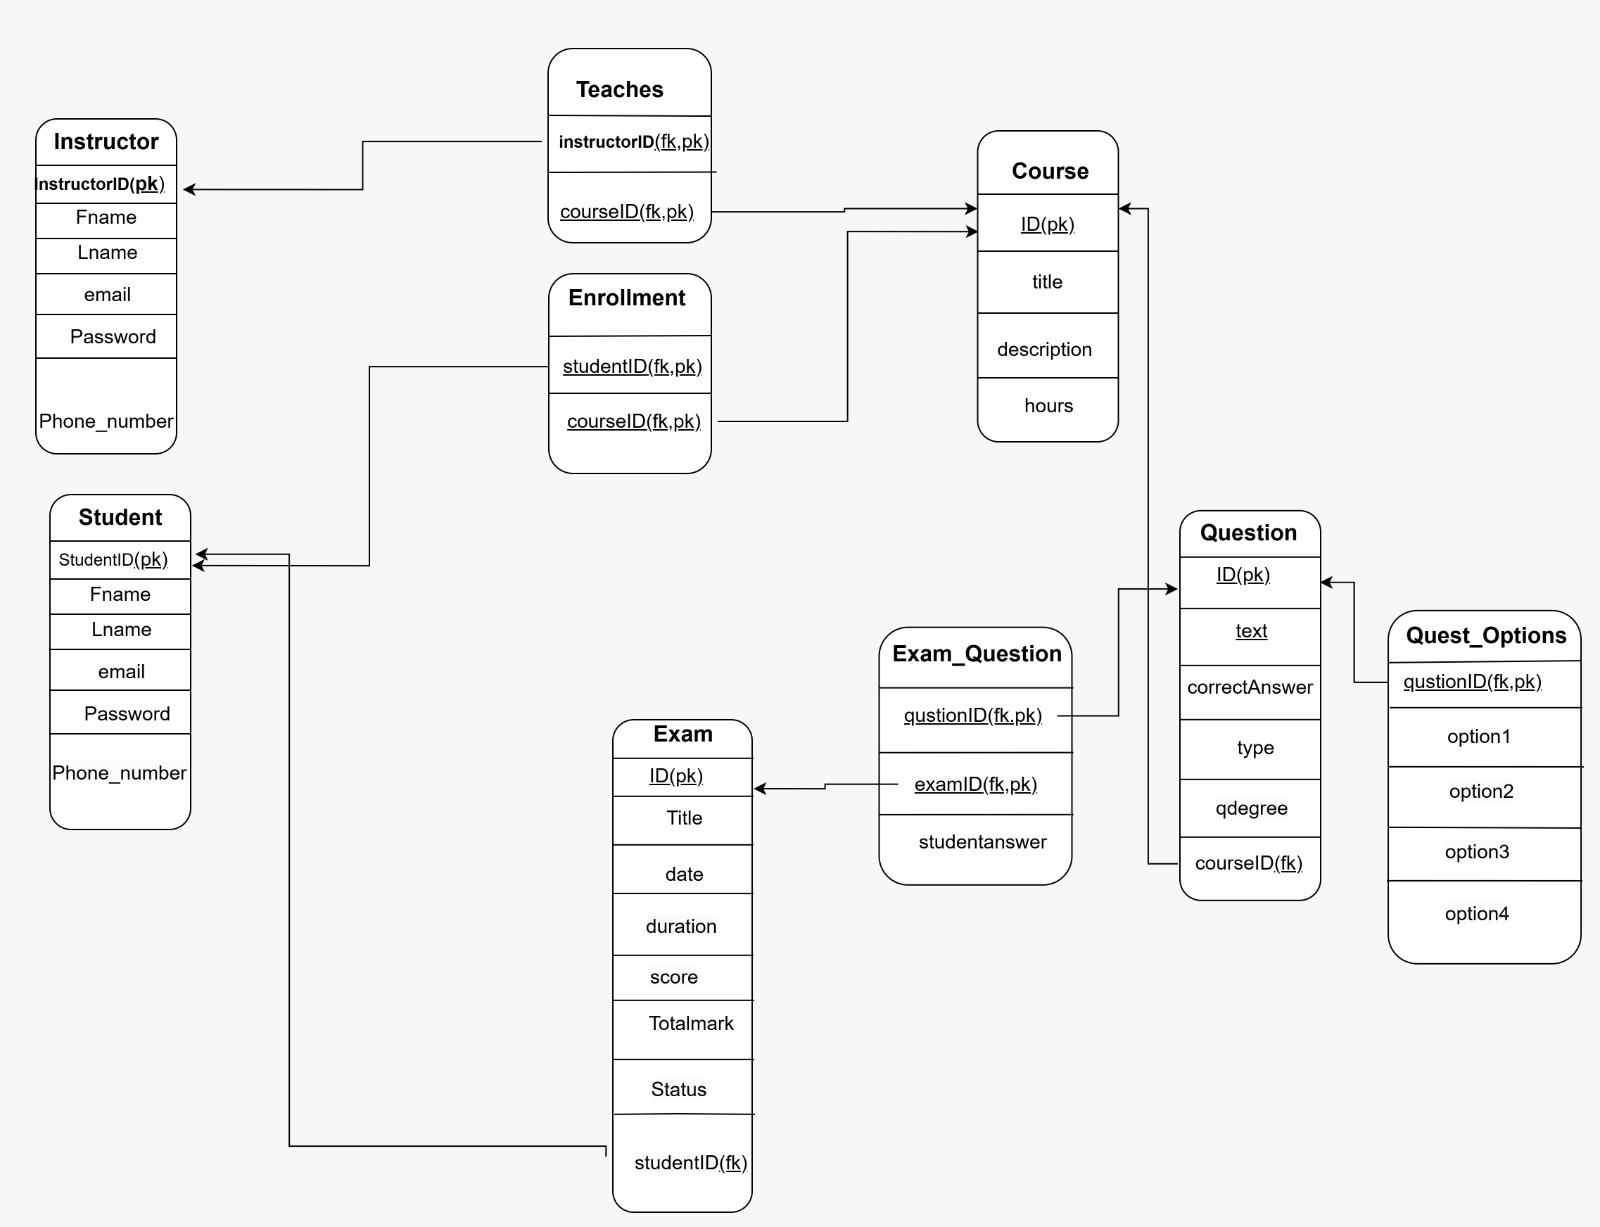 Teaches
instructorID(fk,pk)
courseID(fk,pk)
Instructor
InstructorID(pk)
Fname
Lname
email
Password
Phone_number
Course
ID(pk)
title
description
hours
Enrollment
studentID(fk,pk)
courseID(fk,pk)
Student
StudentID(pk)
Fname
Lname
email
Password
Phone_number
Question
ID(pk)
text
correctAnswer
type
qdegree
courseID(fk)
Quest_Options
qustionID(fk,pk)
option1
option2
option3
option4
Exam_Question
qustionID(fk.pk)
examID(fk,pk)
studentanswer
Exam
ID(pk)
Title
date
duration
score
Totalmark
Status
studentID(fk)